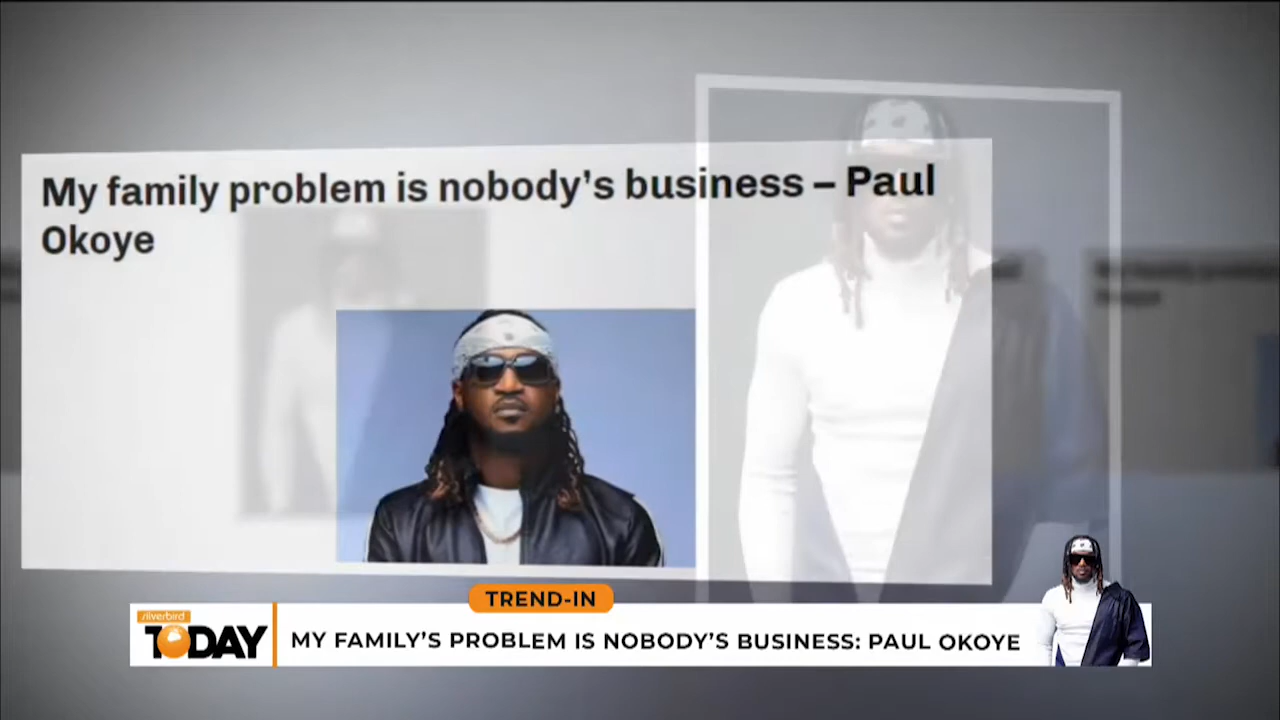 My family problem is nobody's business – Paul
Okoye
TREND-IN
silverbird
TODAY
MY FAMILY'S PROBLEM IS NOBODY'S BUSINESS: PAUL OKOYE